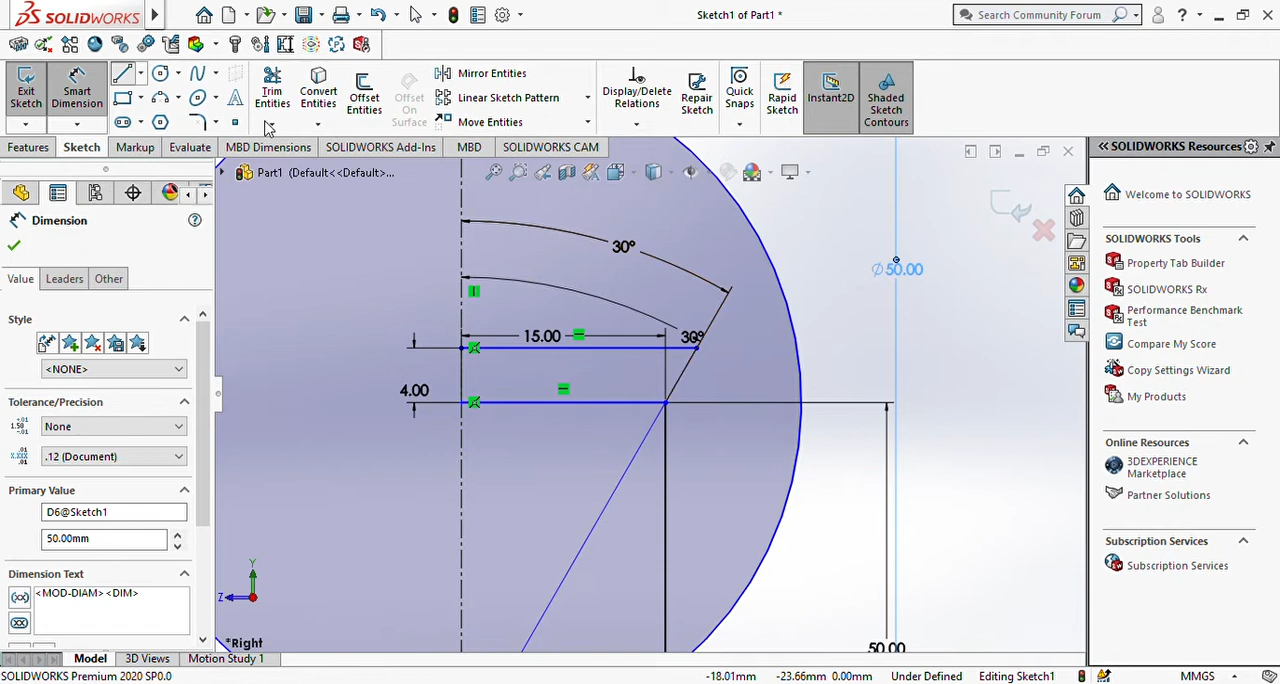 SOLIDWORKS
Sketch1 of Part1 *
Search Community Forum
?
Exit Sketch
Smart Dimension
Trim Entities
Convert Entities
Offset Entities
Offset On Surface
Mirror Entities
Linear Sketch Pattern
Move Entities
Display/Delete Relations
Repair Sketch
Quick Snaps
Rapid Sketch
Instant2D
Shaded Sketch Contours
Features
Sketch
Markup
Evaluate
MBD Dimensions
SOLIDWORKS Add-Ins
MBD
SOLIDWORKS CAM
Part1 (Default<<Default>...
Dimension
Value
Leaders
Other
Style
<NONE>
Tolerance/Precision
None
.12 (Document)
Primary Value
D6@Sketch1
50.00mm
Dimension Text
<MOD-DIAM><DIM>
30°
30°
15.00
4.00
∅50.00
50.00
Y
Z
*Right
SOLIDWORKS Resources
Welcome to SOLIDWORKS
SOLIDWORKS Tools
Property Tab Builder
SOLIDWORKS Rx
Performance Benchmark Test
Compare My Score
Copy Settings Wizard
My Products
Online Resources
3DEXPERIENCE Marketplace
Partner Solutions
Subscription Services
Subscription Services
Model
3D Views
Motion Study 1
SOLIDWORKS Premium 2020 SP0.0
-18.01mm
-23.66mm
0.00mm
Under Defined
Editing Sketch1
MMGS